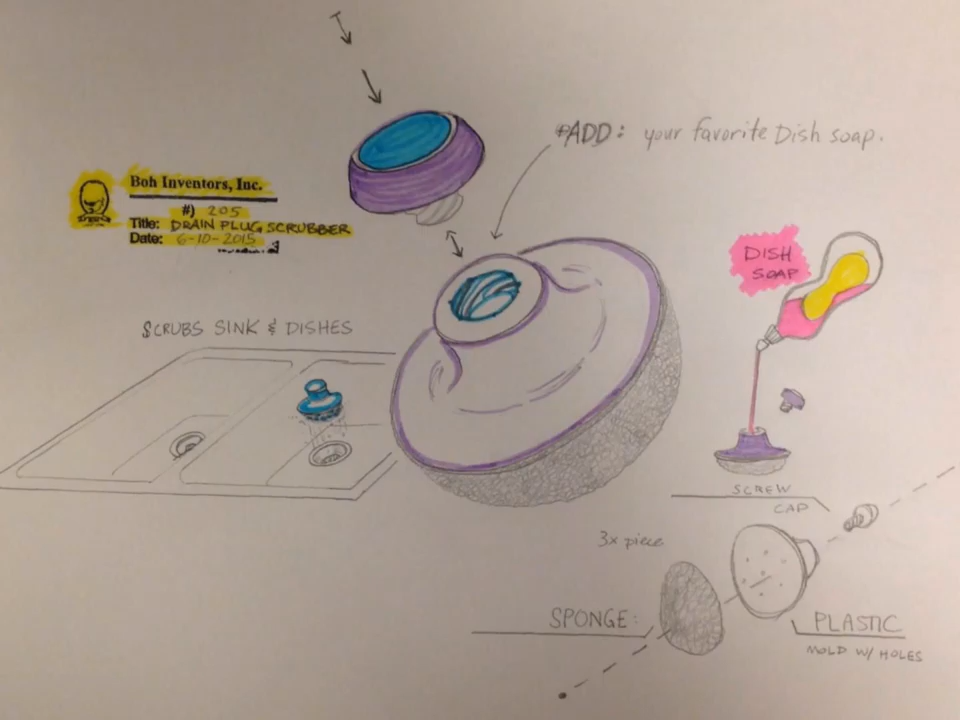 ADD: your favorite Dish soap.
Boh Inventors, Inc.
#) 205
Title: DRAIN PLUG SCRUBBER
Date: 6-10-2015
DISH
SOAP
SCRUBS SINK & DISHES
SCREW
CAP
3x piece
SPONGE:
PLASTIC
MOLD W/ HOLES